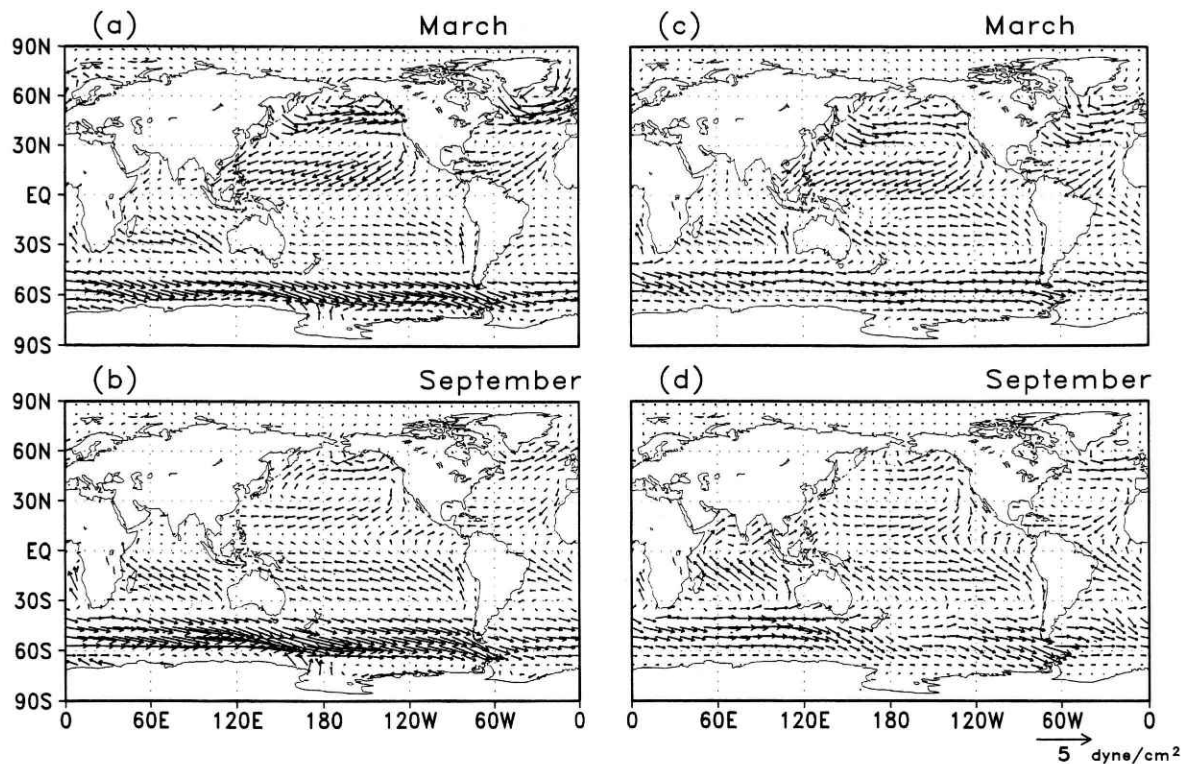 (a) March
(c) March
90N
60N
30N
EQ
30S
60S
90S
(b) September
(d) September
90N
60N
30N
EQ
30S
60S
90S
0 60E 120E 180 120W 60W 0
0 60E 120E 180 120W 60W 0
5 dyne/cm²